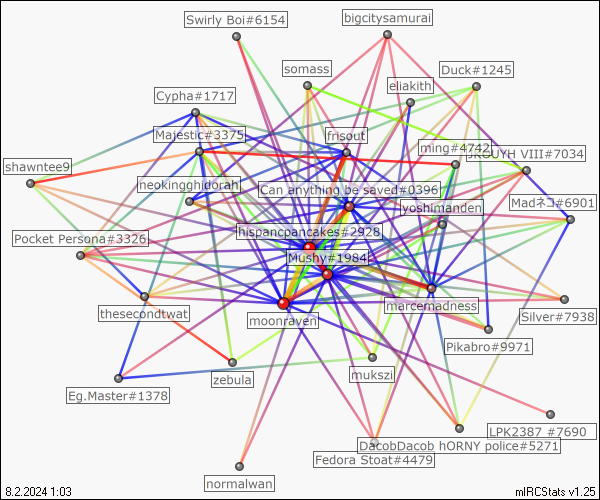 Swirly Boi#6154
bigcitysamurai
somass
Duck#1245
eliakith
Cypha#1717
Majestic#3375
frisout
ming#4742
JROUYH VIII#7034
shawntee9
neokingghidorah
Can anything be saved#0396
yoshimanden
Madネコ#6901
Pocket Persona#3326
hispancpancakes#2928
Mushy#1984
thesecondtwat
moonraven
marcemadness
Silver#7938
Pikabro#9971
zebula
mukszi
Eg.Master#1378
LPK2387 #7690
DacobDacob hORNY police#5271
Fedora Stoat#4479
normalwan
8.2.2024 1:03
mIRCStats v1.25